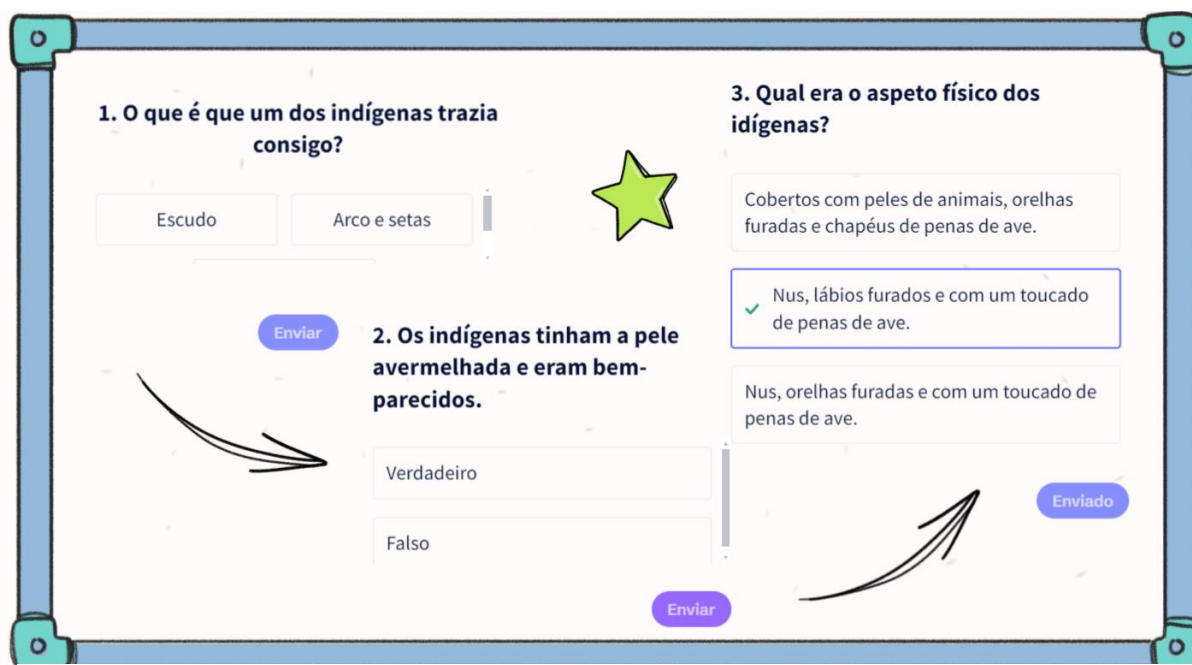 1. O que é que um dos indígenas trazia
consigo?
Escudo
Arco e setas
Enviar
2. Os indígenas tinham a pele
avermelhada e eram bem-
parecidos.
Verdadeiro
Falso
Enviar
3. Qual era o aspeto físico dos
idígenas?
Cobertos com peles de animais, orelhas
furadas e chapéus de penas de ave.
Nus, lábios furados e com um toucado
de penas de ave.
Nus, orelhas furadas e com um toucado de
penas de ave.
Enviado